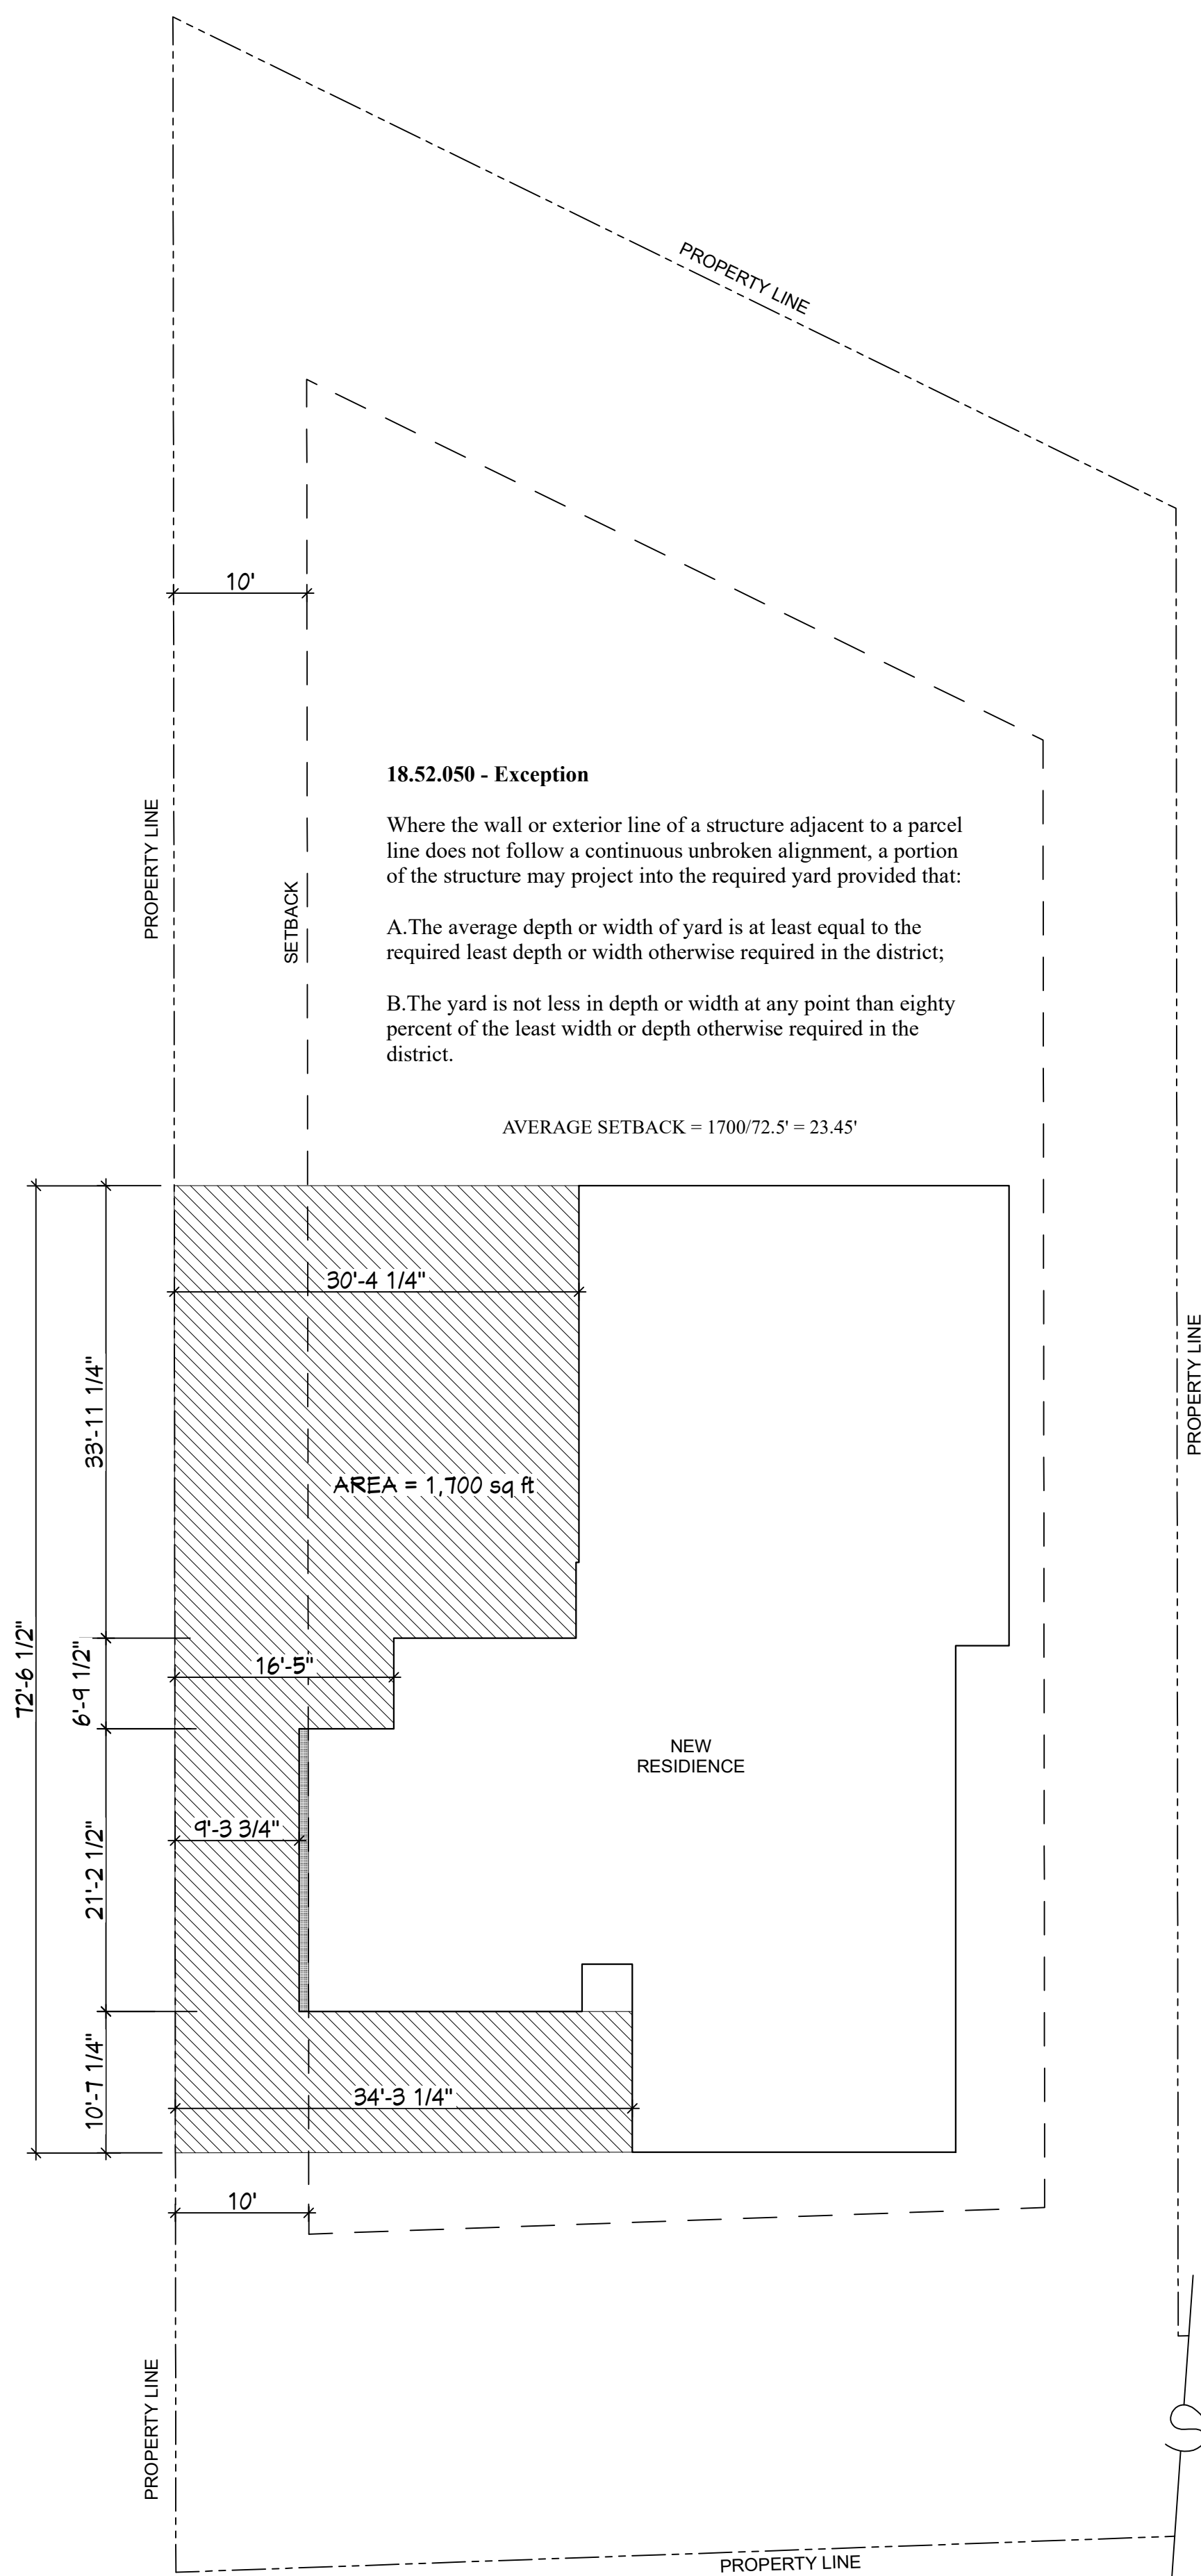 PROPERTY LINE
10'
18.52.050 - Exception
Where the wall or exterior line of a structure adjacent to a parcel
line does not follow a continuous unbroken alignment, a portion
of the structure may project into the required yard provided that:
A.The average depth or width of yard is at least equal to the
required least depth or width otherwise required in the district;
B.The yard is not less in depth or width at any point than eighty
percent of the least width or depth otherwise required in the
district.
PROPERTY LINE
SETBACK
AVERAGE SETBACK = 1700/72.5' = 23.45'
30'-4 1/4"
33'-11 1/4"
PROPERTY LINE
AREA = 1,700 sq ft
72'-6 1/2"
6'-9 1/2"
16'-5"
NEW
RESIDIENCE
9'-3 3/4"
21'-2 1/2"
10'-7 1/4"
34'-3 1/4"
10'
PROPERTY LINE
S
PROPERTY LINE